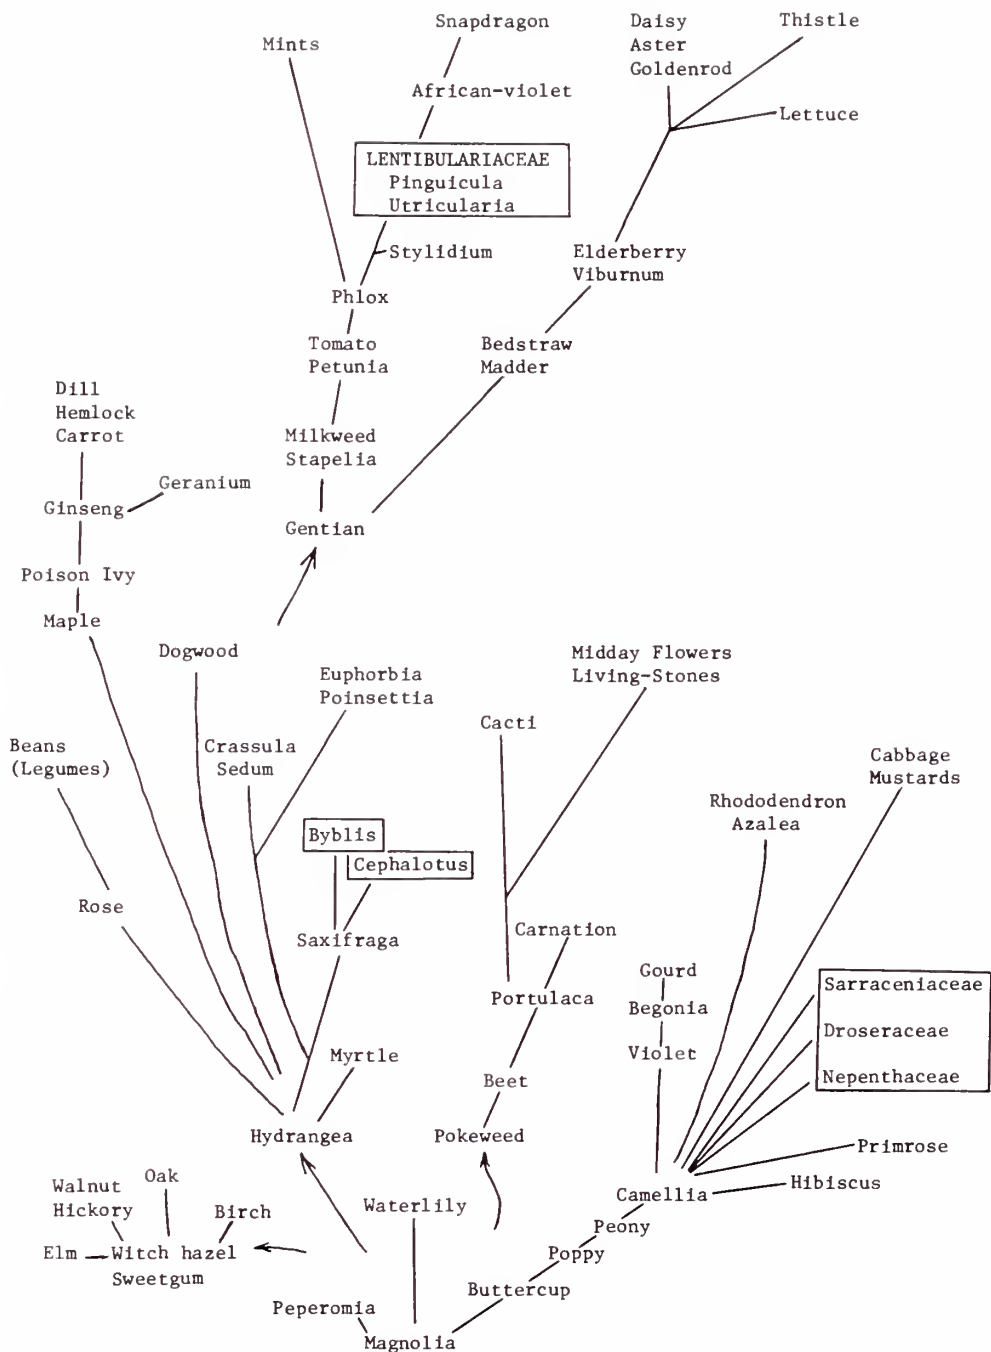 Snapdragon
Mints
Daisy
Aster
Goldenrod
Thistle
African-violet
Lettuce
LENTIBULARIACEAE
Pinguicula
Utricularia
Stylidium
Elderberry
Viburnum
Phlox
Tomato
Petunia
Bedstraw
Madder
Dill
Hemlock
Carrot
Milkweed
Stapelia
Geranium
Ginseng
Gentian
Poison Ivy
Maple
Dogwood
Midday Flowers
Living-Stones
Euphorbia
Poinsettia
Cacti
Beans
(Legumes)
Crassula
Sedum
Cabbage
Mustards
Rhododendron
Azalea
Byblis
Cephalotus
Rose
Saxifraga
Carnation
Gourd
Portulaca
Begonia
Sarraceniaceae
Droseraceae
Nepenthaceae
Violet
Myrtle
Beet
Hydrangea
Pokeweed
Primrose
Hibiscus
Camellia
Oak
Walnut
Hickory
Birch
Waterlily
Peony
Elm
Witch hazel
Sweetgum
Poppy
Buttercup
Peperomia
Magnolia